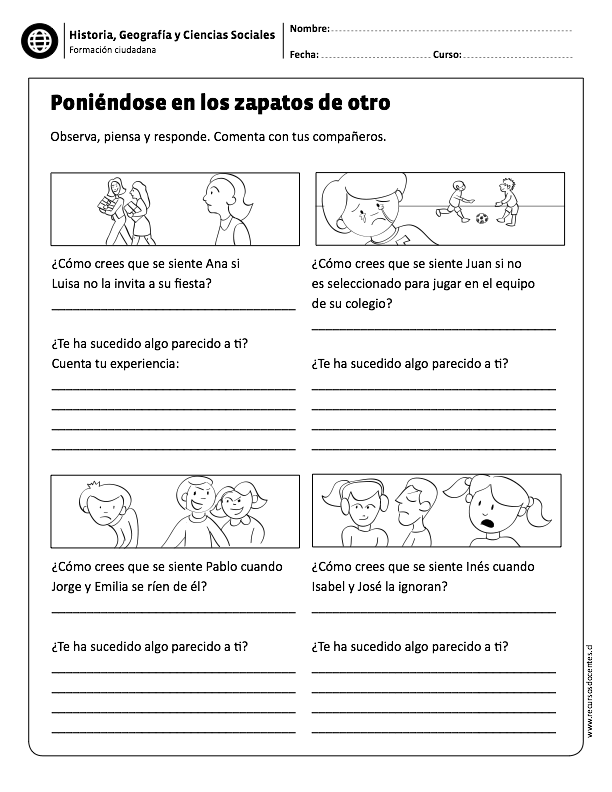 Historia, Geografía y Ciencias Sociales
Formación ciudadana
Nombre:
Fecha: Curso:
Poniéndose en los zapatos de otro
Observa, piensa y responde. Comenta con tus compañeros.
¿Cómo crees que se siente Ana si
Luisa no la invita a su fiesta?
¿Te ha sucedido algo parecido a ti?
Cuenta tu experiencia:
¿Cómo crees que se siente Juan si no
es seleccionado para jugar en el equipo
de su colegio?
¿Te ha sucedido algo parecido a ti?
¿Cómo crees que se siente Pablo cuando
Jorge y Emilia se ríen de él?
¿Te ha sucedido algo parecido a ti?
¿Cómo crees que se siente Inés cuando
Isabel y José la ignoran?
¿Te ha sucedido algo parecido a ti?
www.recursosdocentes.cl